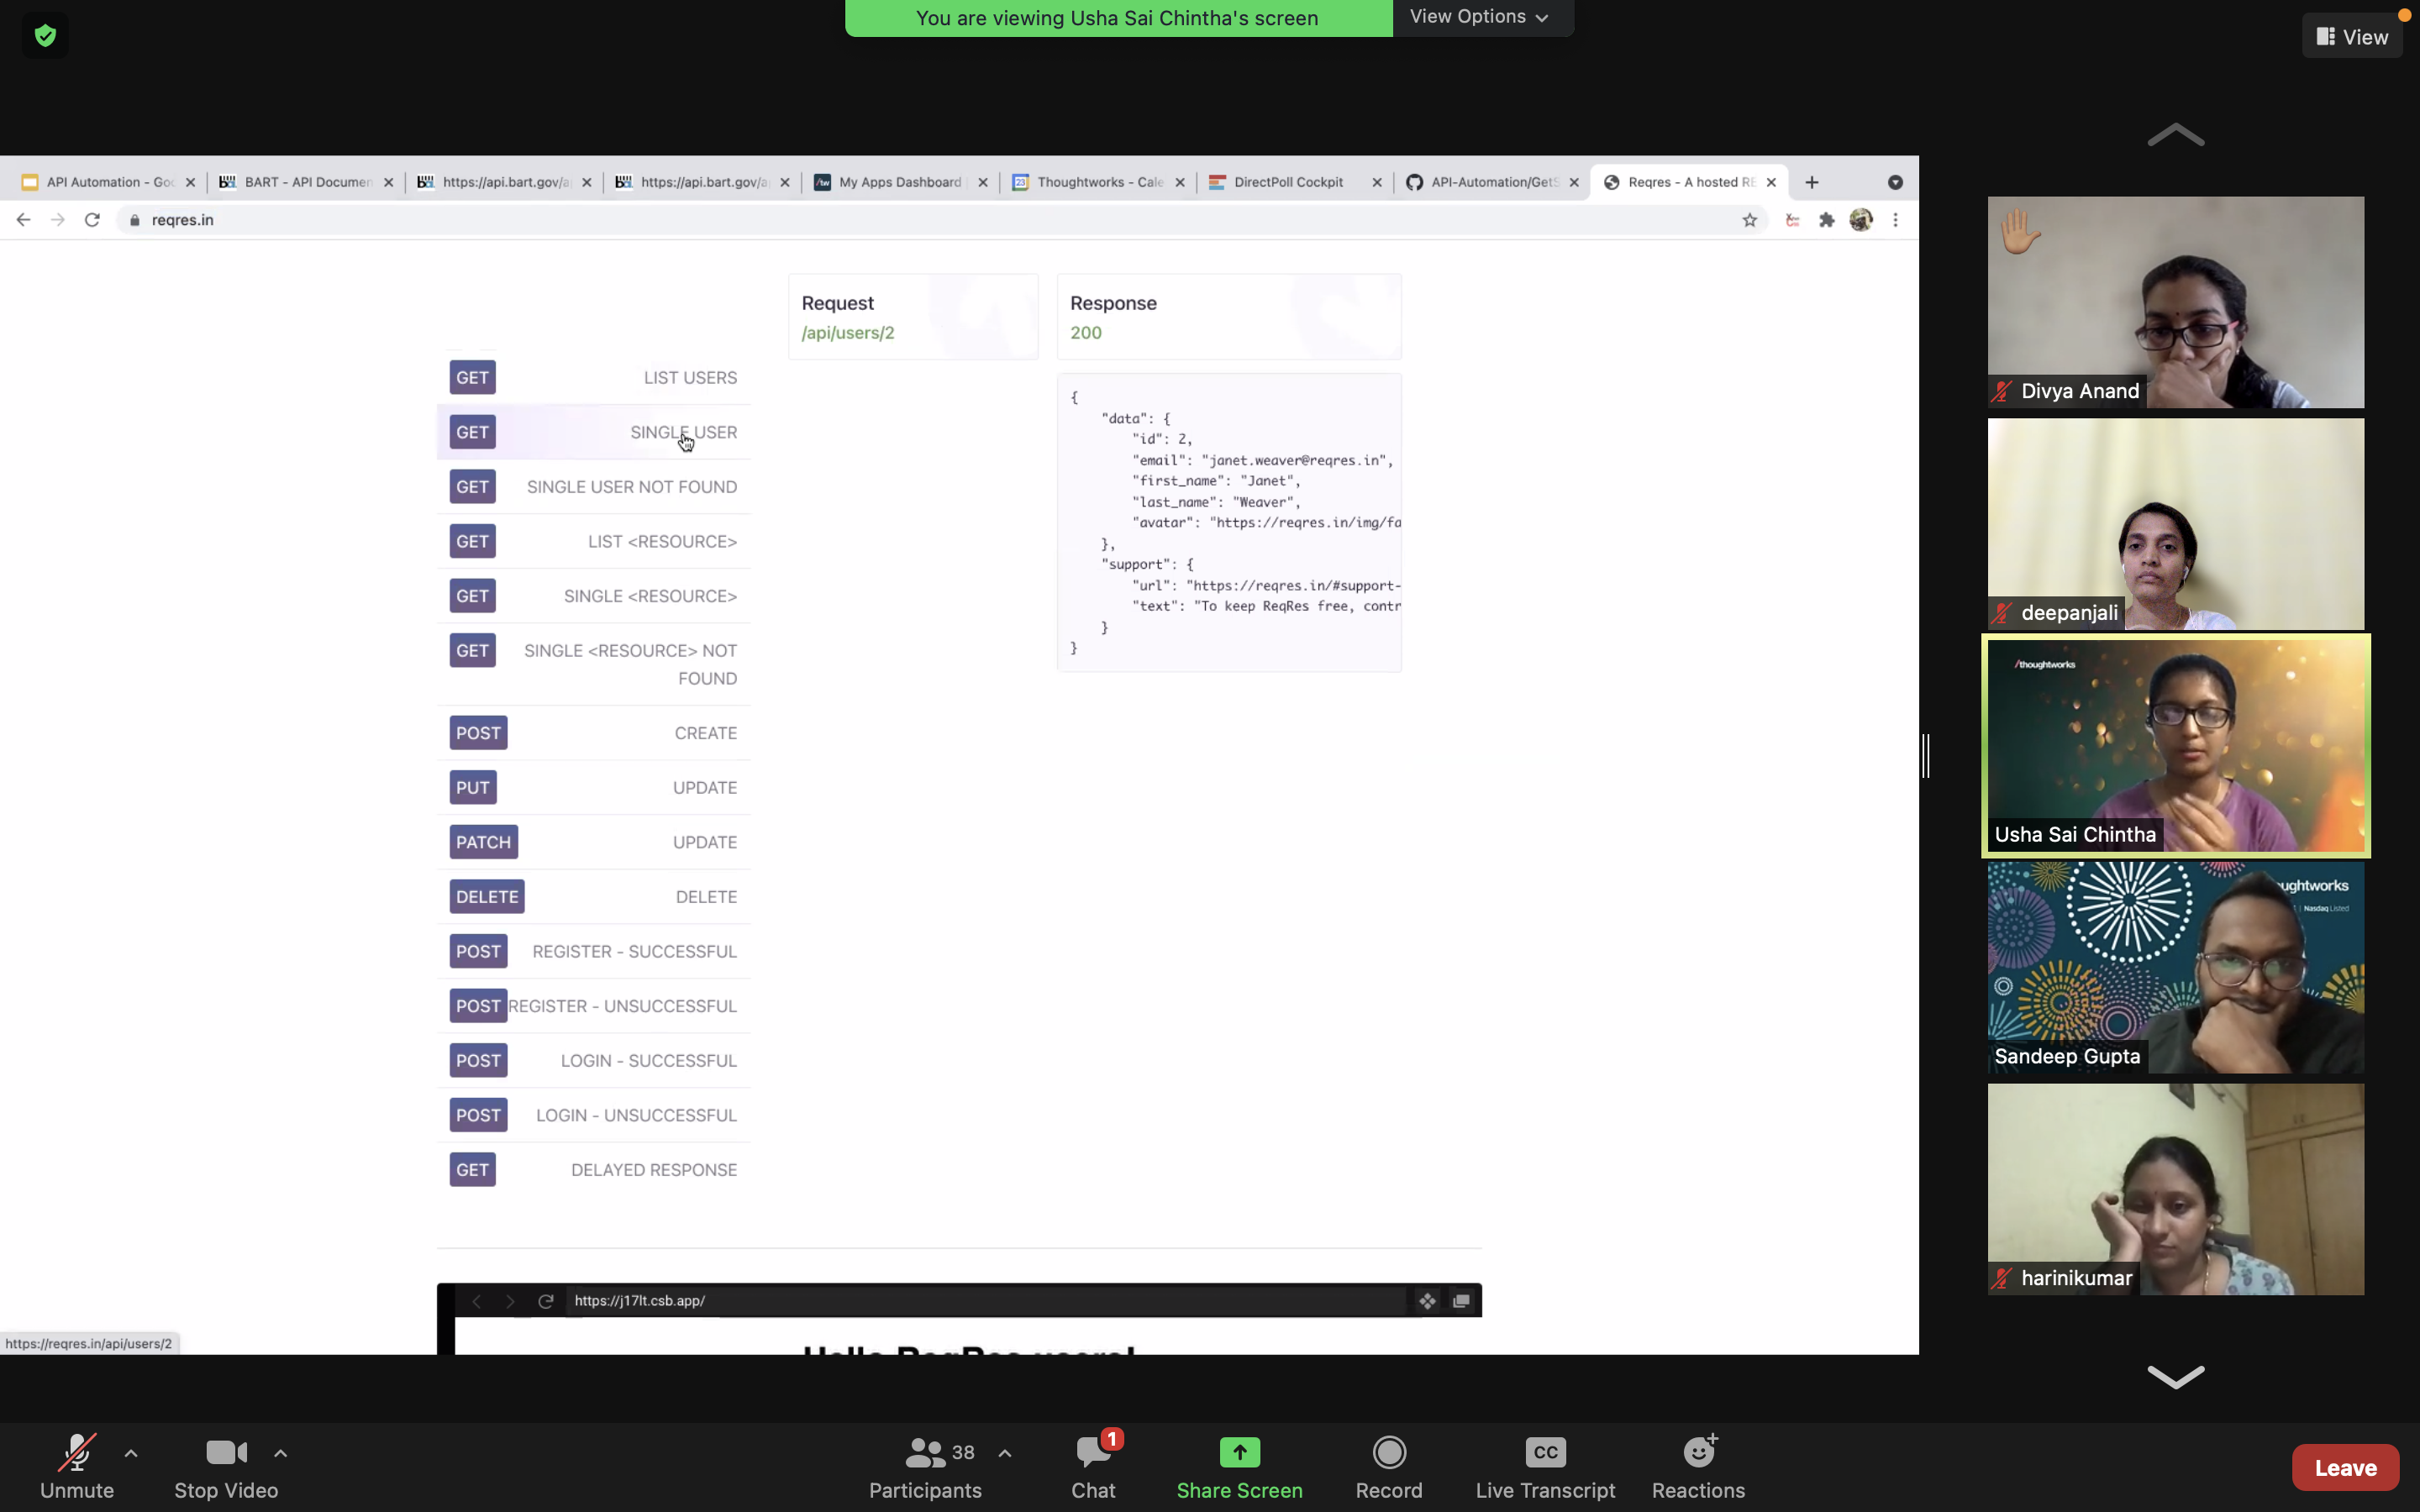 You are viewing Usha Sai Chintha's screen
View Options
View
API Automation - Goo
BART - API Documen
https://api.bart.gov/a
https://api.bart.gov/a
My Apps Dashboard
Thoughtworks - Cale
DirectPoll Cockpit
API-Automation/GetS
Reqres - A hosted RE
reqres.in
Request
/api/users/2
Response
200
GET LIST USERS
GET SINGLE USER
GET SINGLE USER NOT FOUND
GET LIST <RESOURCE>
GET SINGLE <RESOURCE>
GET SINGLE <RESOURCE> NOT
FOUND
POST CREATE
PUT UPDATE
PATCH UPDATE
DELETE DELETE
POST REGISTER - SUCCESSFUL
POST REGISTER - UNSUCCESSFUL
POST LOGIN - SUCCESSFUL
POST LOGIN - UNSUCCESSFUL
GET DELAYED RESPONSE
{
"data": {
"id": 2,
"email": "janet.weaver@reqres.in",
"first_name": "Janet",
"last_name": "Weaver",
"avatar": "https://reqres.in/img/fa
},
"support": {
"url": "https://reqres.in/#support-
"text": "To keep ReqRes free, contr
}
}
https://j17lt.csb.app/
Hello ReqRes users!
https://reqres.in/api/users/2
Divya Anand
deepanjali
/thoughtworks
Usha Sai Chintha
ughtworks
Nasdaq Listed
Sandeep Gupta
harinikumar
Unmute
Stop Video
38
Participants
1
Chat
Share Screen
Record
CC
Live Transcript
Reactions
Leave